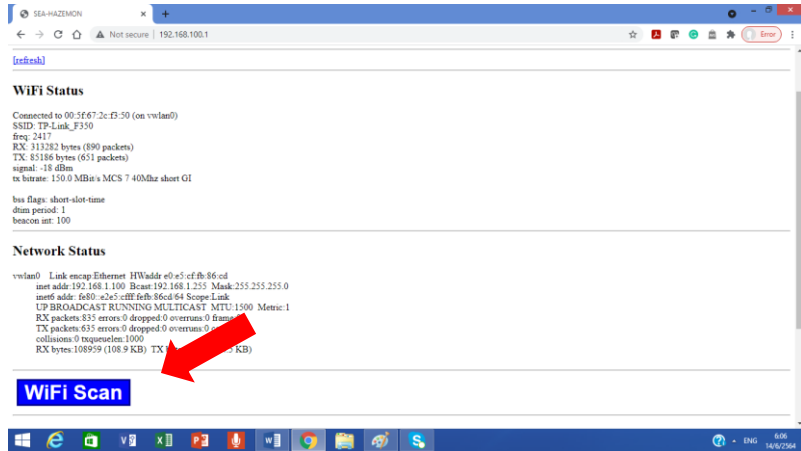 SEA-HAZEMON
Not secure | 192.168.100.1
Error
[refresh]
WiFi Status
Connected to 00:5f:67:2c:f3:50 (on vwlan0)
SSID: TP-Link_F350
freq: 2417
RX: 313282 bytes (890 packets)
TX: 85186 bytes (651 packets)
signal: -18 dBm
tx bitrate: 150.0 MBit/s MCS 7 40Mhz short GI
bss flags: short-slot-time
dtim period: 1
beacon int: 100
Network Status
vwlan0 Link encap:Ethernet HWaddr e0:e5:cf:fb:86:cd
inet addr:192.168.1.100 Bcast:192.168.1.255 Mask:255.255.255.0
inet6 addr: fe80::e2e5:cfff:fefb:86cd/64 Scope:Link
UP BROADCAST RUNNING MULTICAST MTU:1500 Metric:1
RX packets:835 errors:0 dropped:0 overruns:0
TX packets:635 errors:0 dropped:0 overruns:0
collisions:0 txqueuelen:1000
RX bytes:108959 (108.9 KB) TX KB)
WiFi Scan
ENG
6:06
14/6/2564